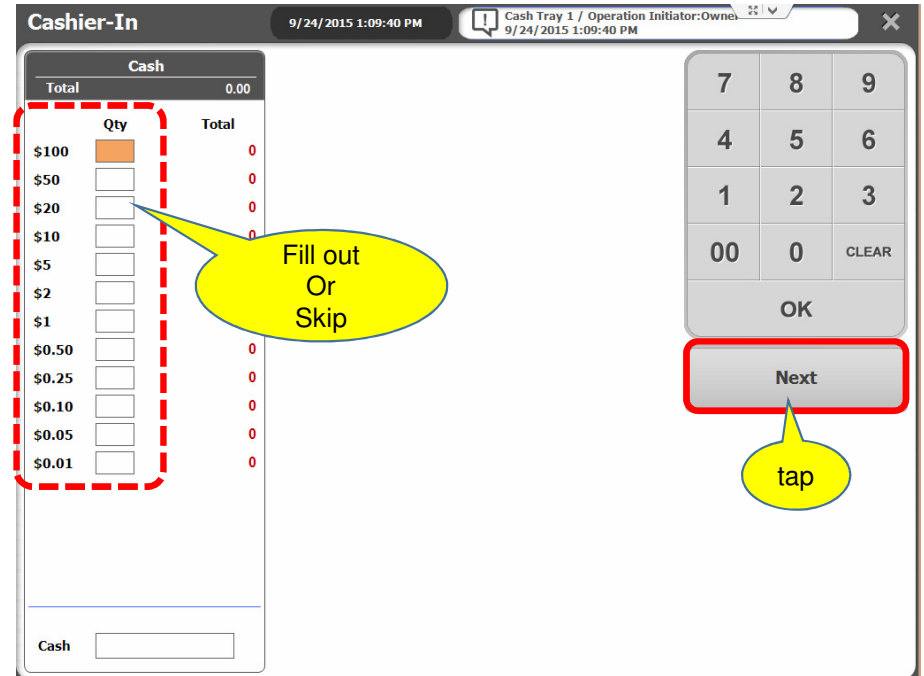 Cashier-In
9/24/2015 1:09:40 PM
Cash Tray 1 / Operation Initiator:Owner
9/24/2015 1:09:40 PM
Cash
Total 0.00
Qty Total
$100 0
$50 0
$20 0
$10 0
$5
$2
$1
$0.50 0
$0.25 0
$0.10 0
$0.05 0
$0.01 0
Cash
Fill out
Or
Skip
7 8 9
4 5 6
1 2 3
00 0 CLEAR
OK
Next
tap